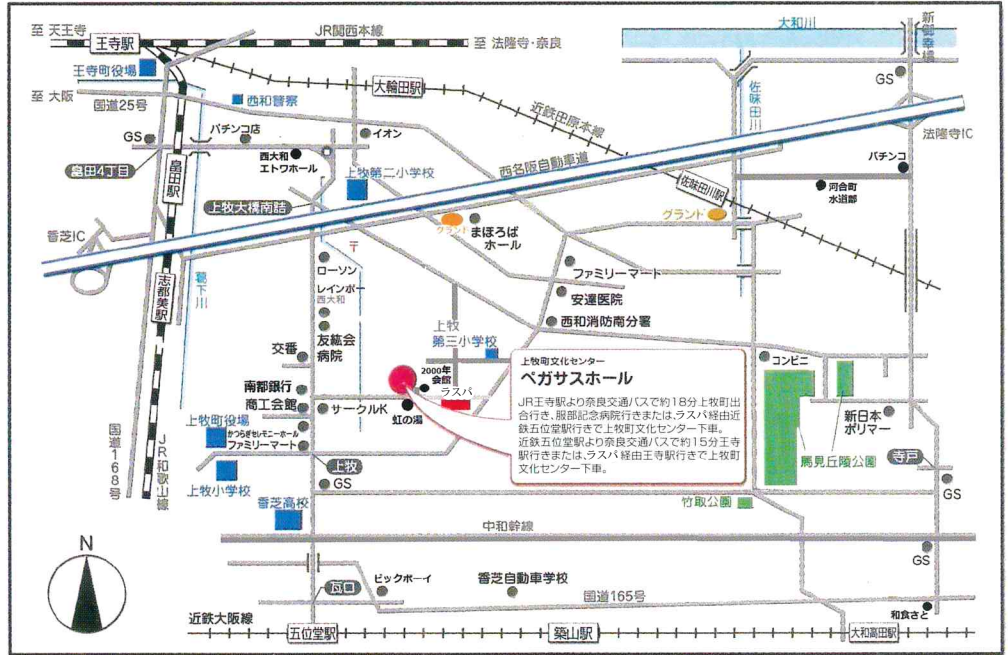 至 天王寺
王寺駅
JR関西本線
至 法隆寺・奈良
大和川
新御幸橋
王寺町役場
至 大阪
国道25号
西和警察
大輪田駅
近鉄田原本線
佐味田川
GS
法隆寺IC
GS
パチンコ店
イオン
西大和
エトワホール
畠田4丁目
畠田駅
上牧第二小学校
西名阪自動車道
佐味田川駅
パチンコ
河合町
水道部
上牧大橋南詰
グランド
まほろば
ホール
グランド
香芝IC
〒
ローソン
ファミリーマート
葛下川
志都美駅
レインボー
西大和
安達医院
友紘会
病院
西和消防南分署
上牧
第三小学校
交番
2000年
会館
ラスパ
南都銀行
商工会館
サークルK
虹の湯
上牧町役場
かつらぎセレモニーホール
ファミリーマート
上牧町文化センター
ペガサスホール
JR王寺駅より奈良交通バスで約18分上牧町出
合行き、服部記念病院行きまたは、ラスパ経由近
鉄五位堂駅行きで上牧町文化センター下車。
近鉄五位堂駅より奈良交通バスで約15分王寺
駅行きまたは、ラスパ経由王寺駅行きで上牧町
文化センター下車。
コンビニ
新日本
ポリマー
馬見丘陵公園
寺戸
国道168号
JR和歌山線
上牧小学校
上牧
GS
GS
香芝高校
竹取公園
中和幹線
GS
N
瓦口
ビックボーイ
香芝自動車学校
国道165号
和食さと
近鉄大阪線
五位堂駅
築山駅
大和高田駅